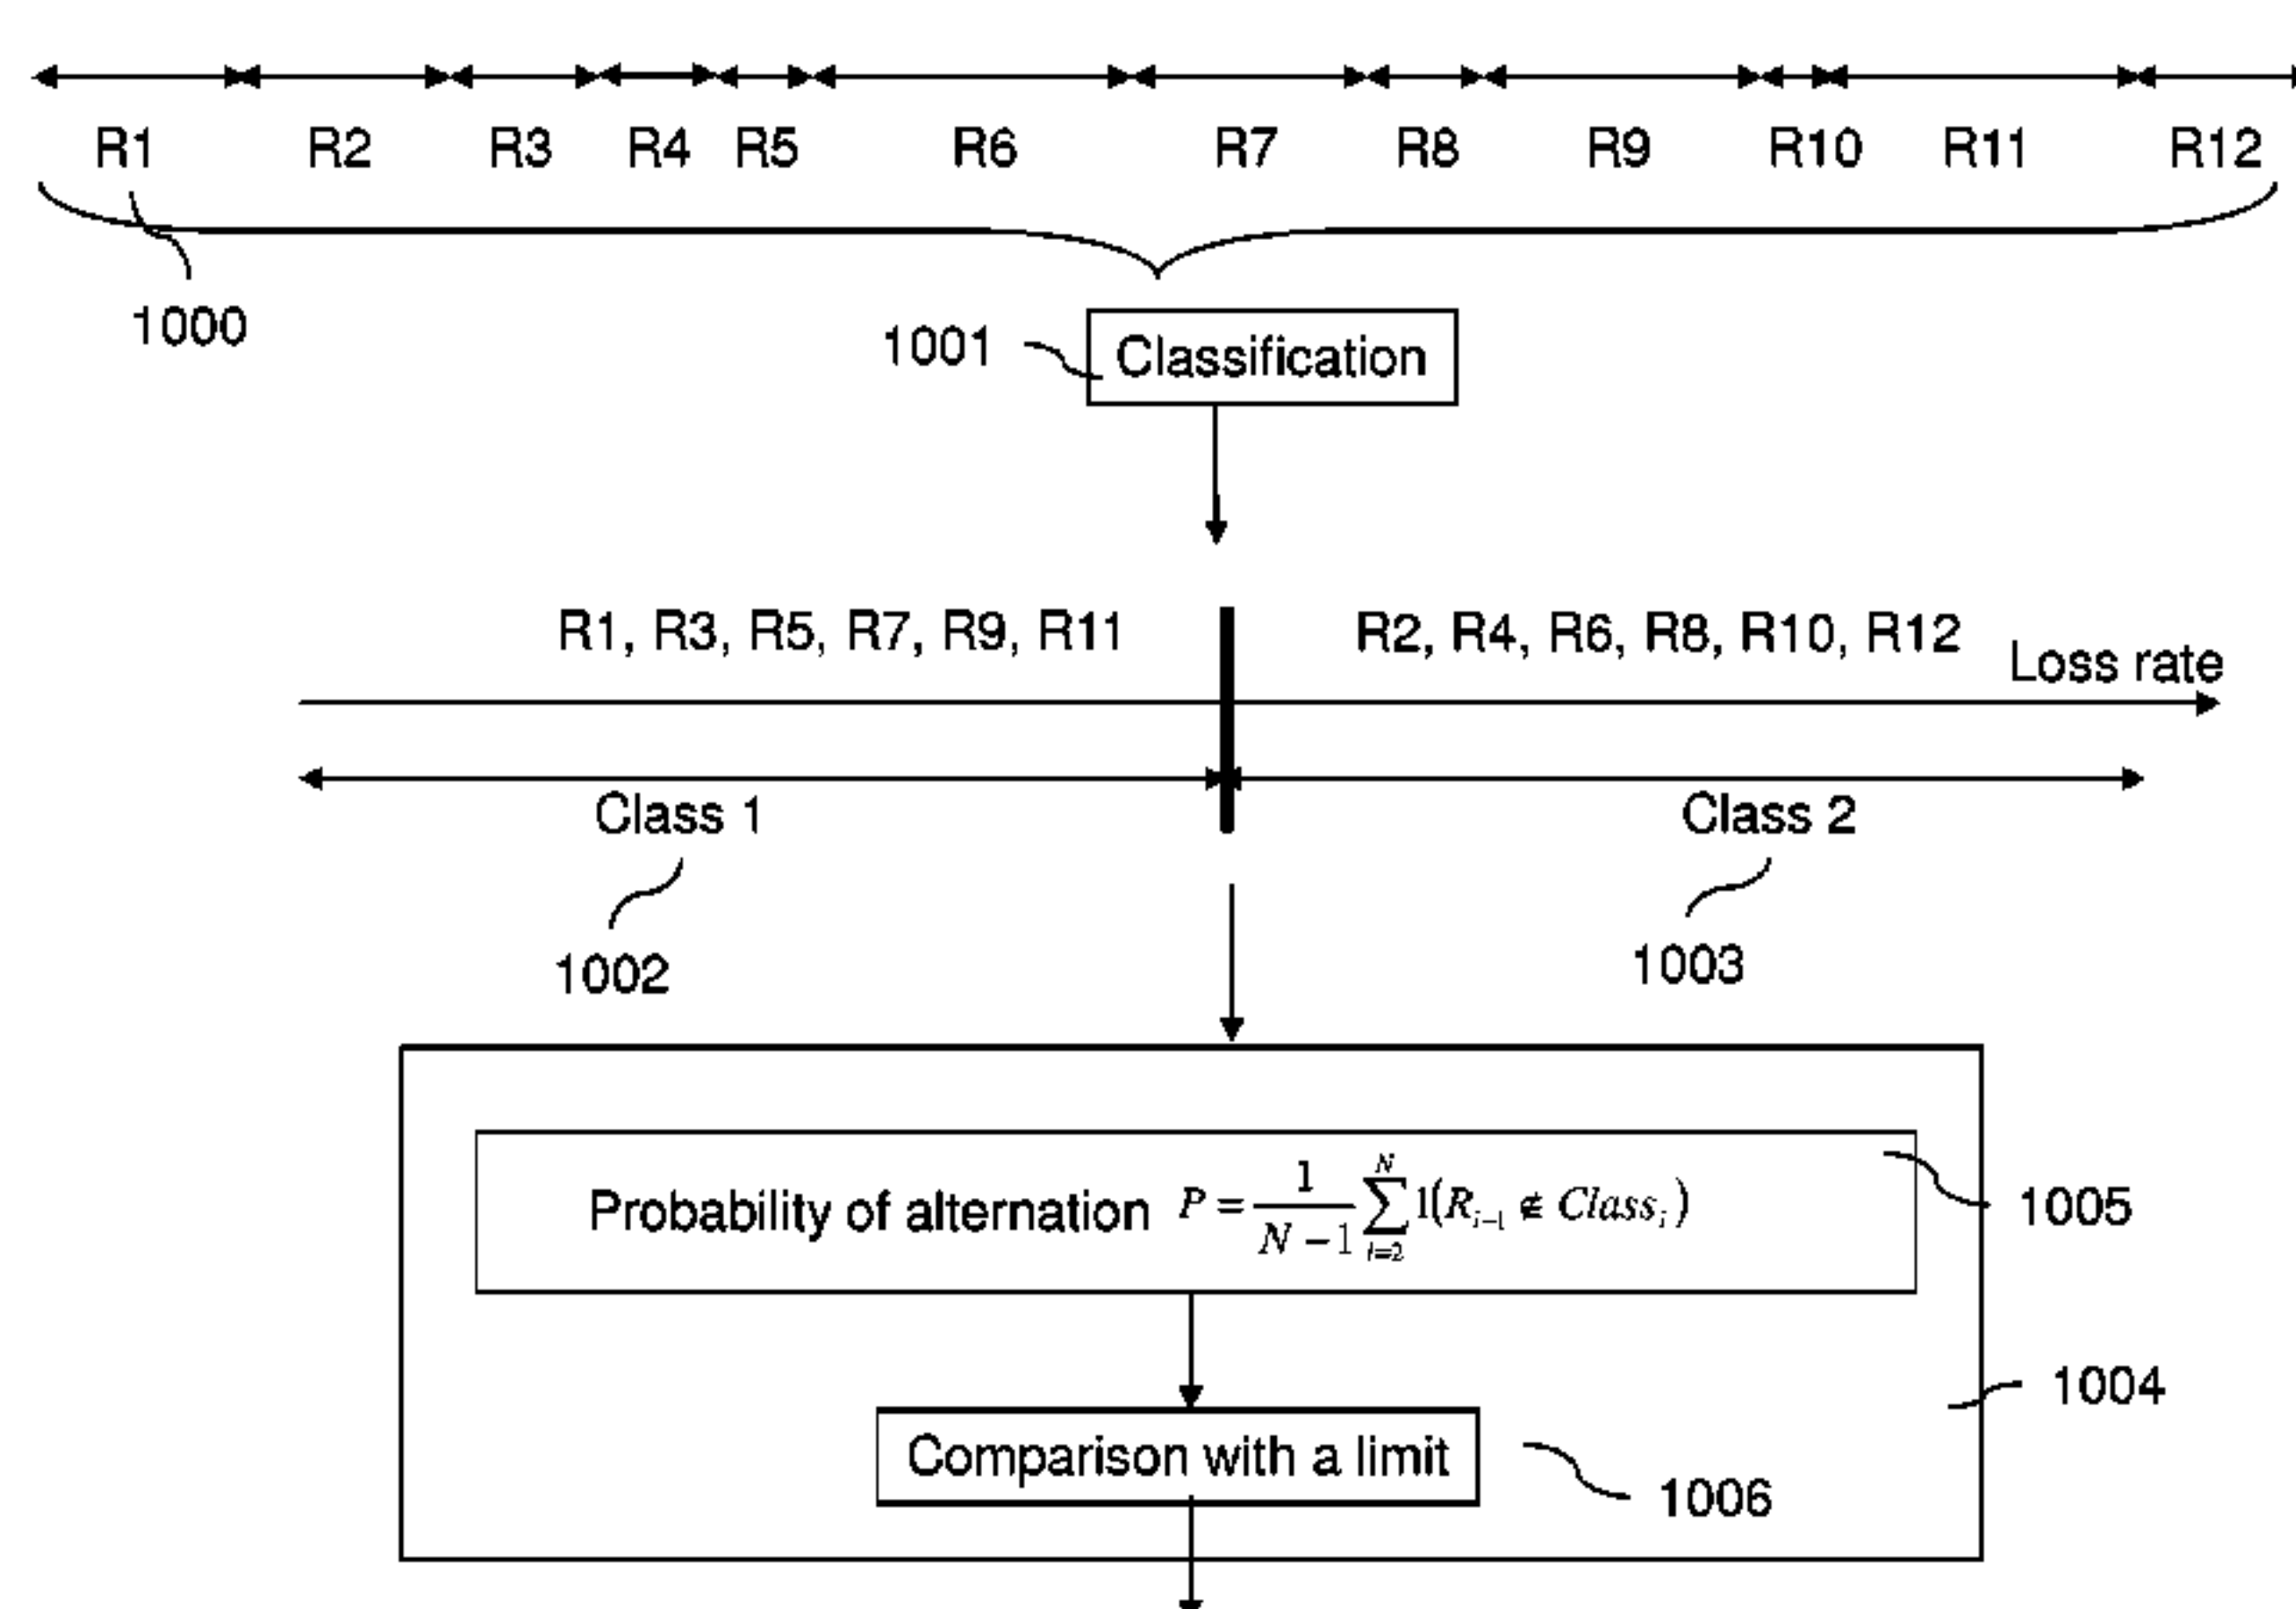 R1 R2 R3 R4 R5 R6 R7 R8 R9 R10 R11 R12
1000
1001 Classification
R1, R3, R5, R7, R9, R11 R2, R4, R6, R8, R10, R12
Loss rate
Class 1 Class 2
1002 1003
Probability of alternation P = \frac{1}{N-1} \sum_{i=2}^{N} 1(R_{i-1} ∉ Class_i) 1005
1004
Comparison with a limit 1006